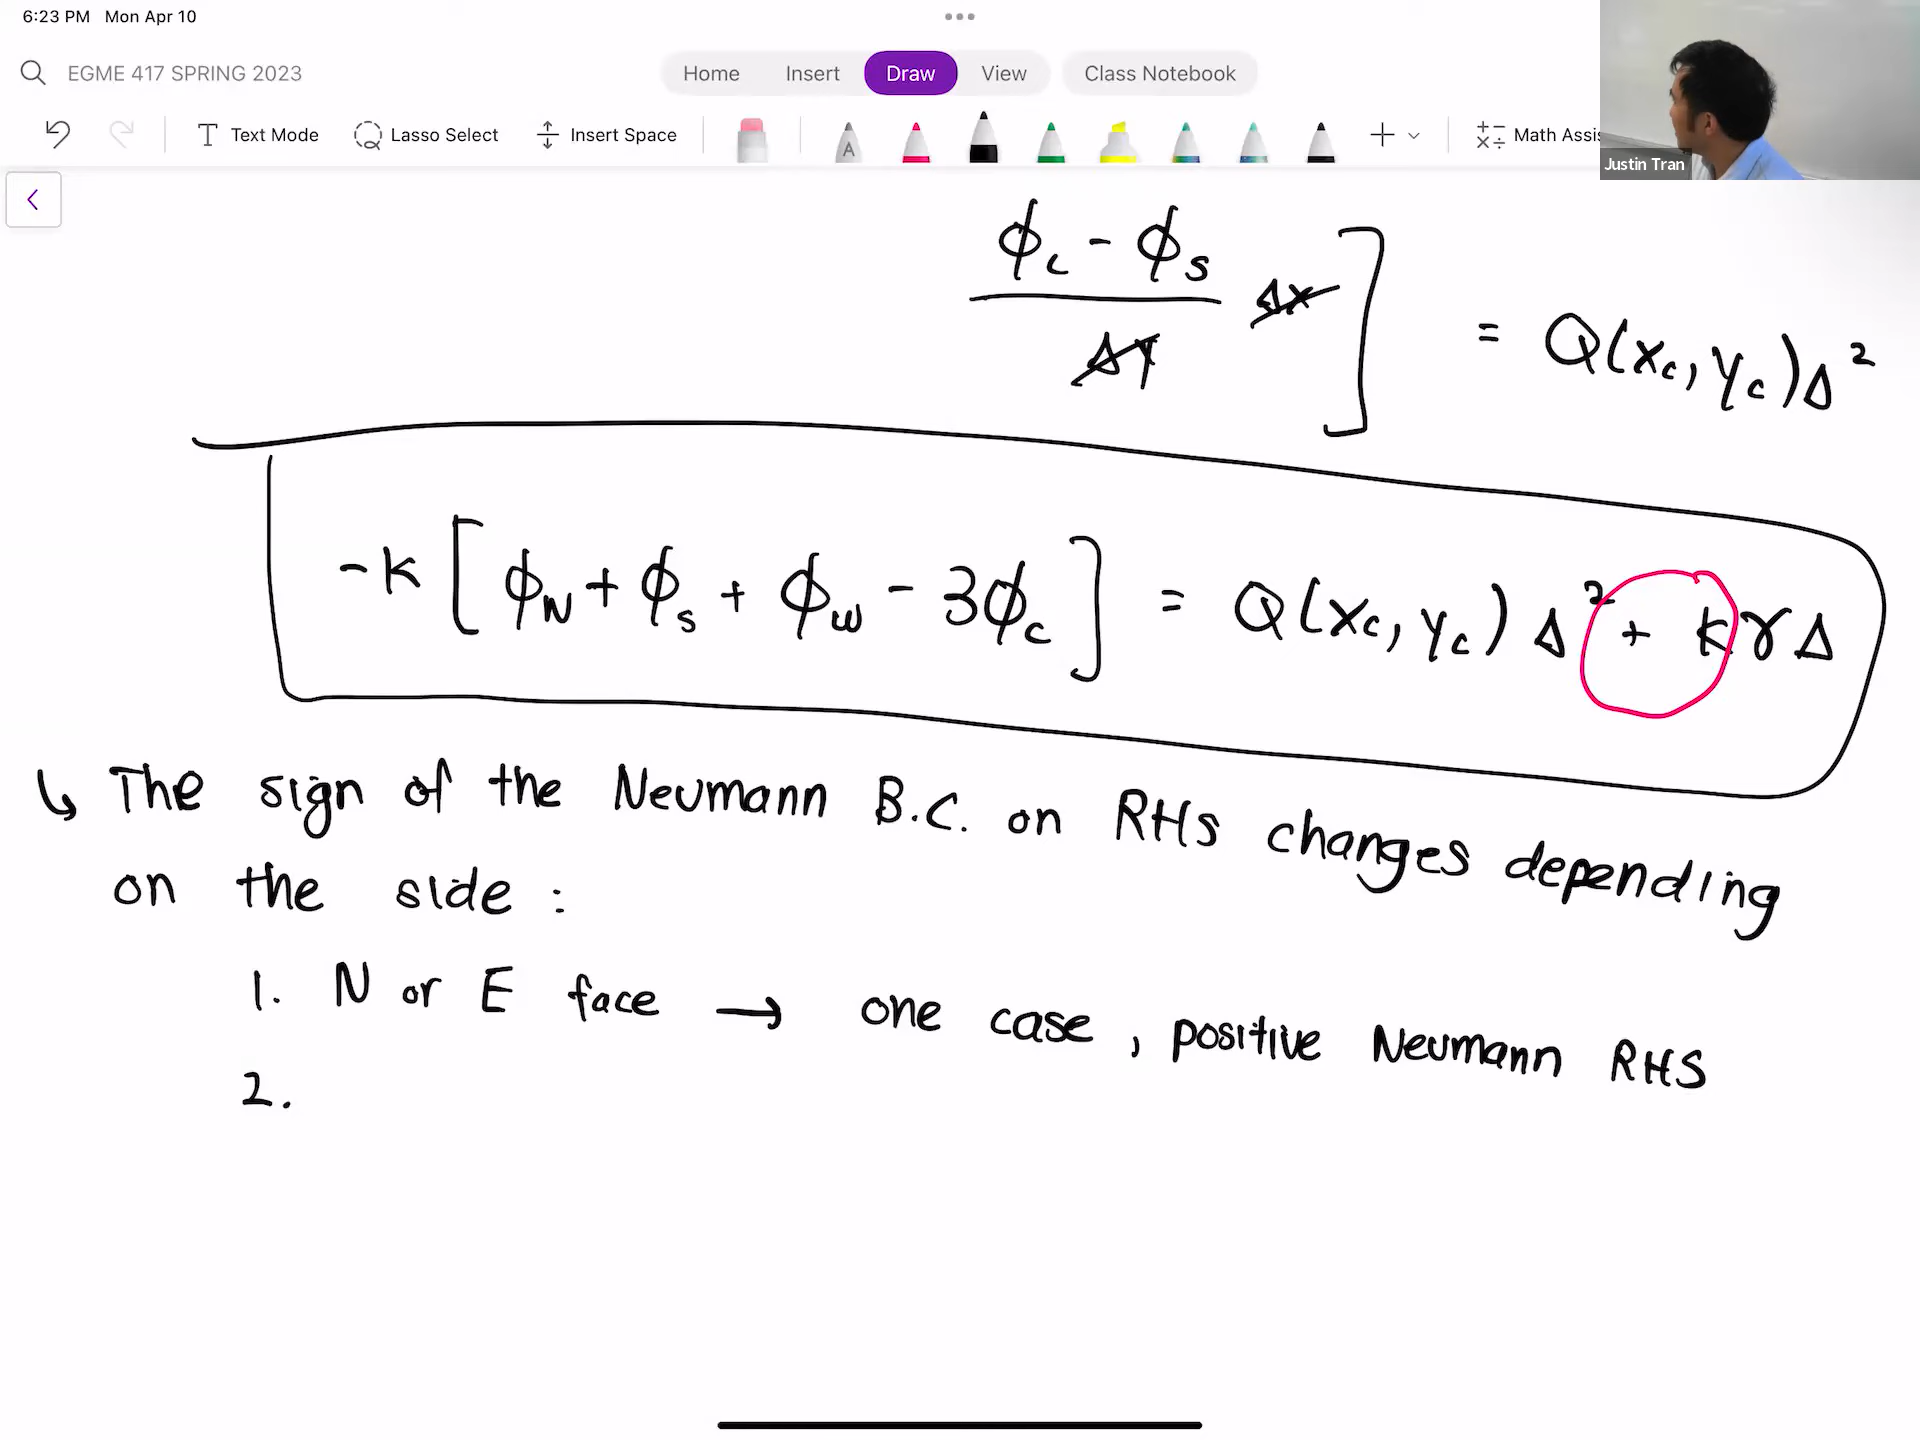 6:23 PM Mon Apr 10
EGME 417 SPRING 2023
Home Insert Draw View Class Notebook
Text Mode Lasso Select Insert Space Math Assis
Justin Tran
ϕc - ϕs
Δx
ΔY
] = Q(xc, yc)Δ²
-K [ ϕN + ϕs + ϕw - 3ϕc ] = Q(xc, yc) Δ² + kγΔ
↳ The sign of the Neumann B.C. on RHS changes depending
on the side :
1. N or E face → one case, positive Neumann RHS
2.